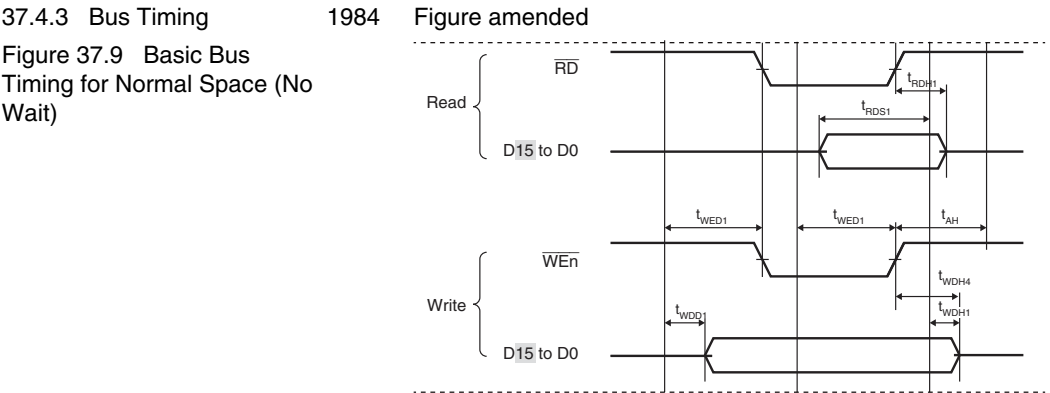 37.4.3 Bus Timing 1984 Figure amended
Figure 37.9 Basic Bus
Timing for Normal Space (No
Wait)
RD
Read
tRDH1
tRDS1
D15 to D0
tWED1 tWED1 tAH
WEn
tWDH4
Write
tWDD1 tWDH1
D15 to D0